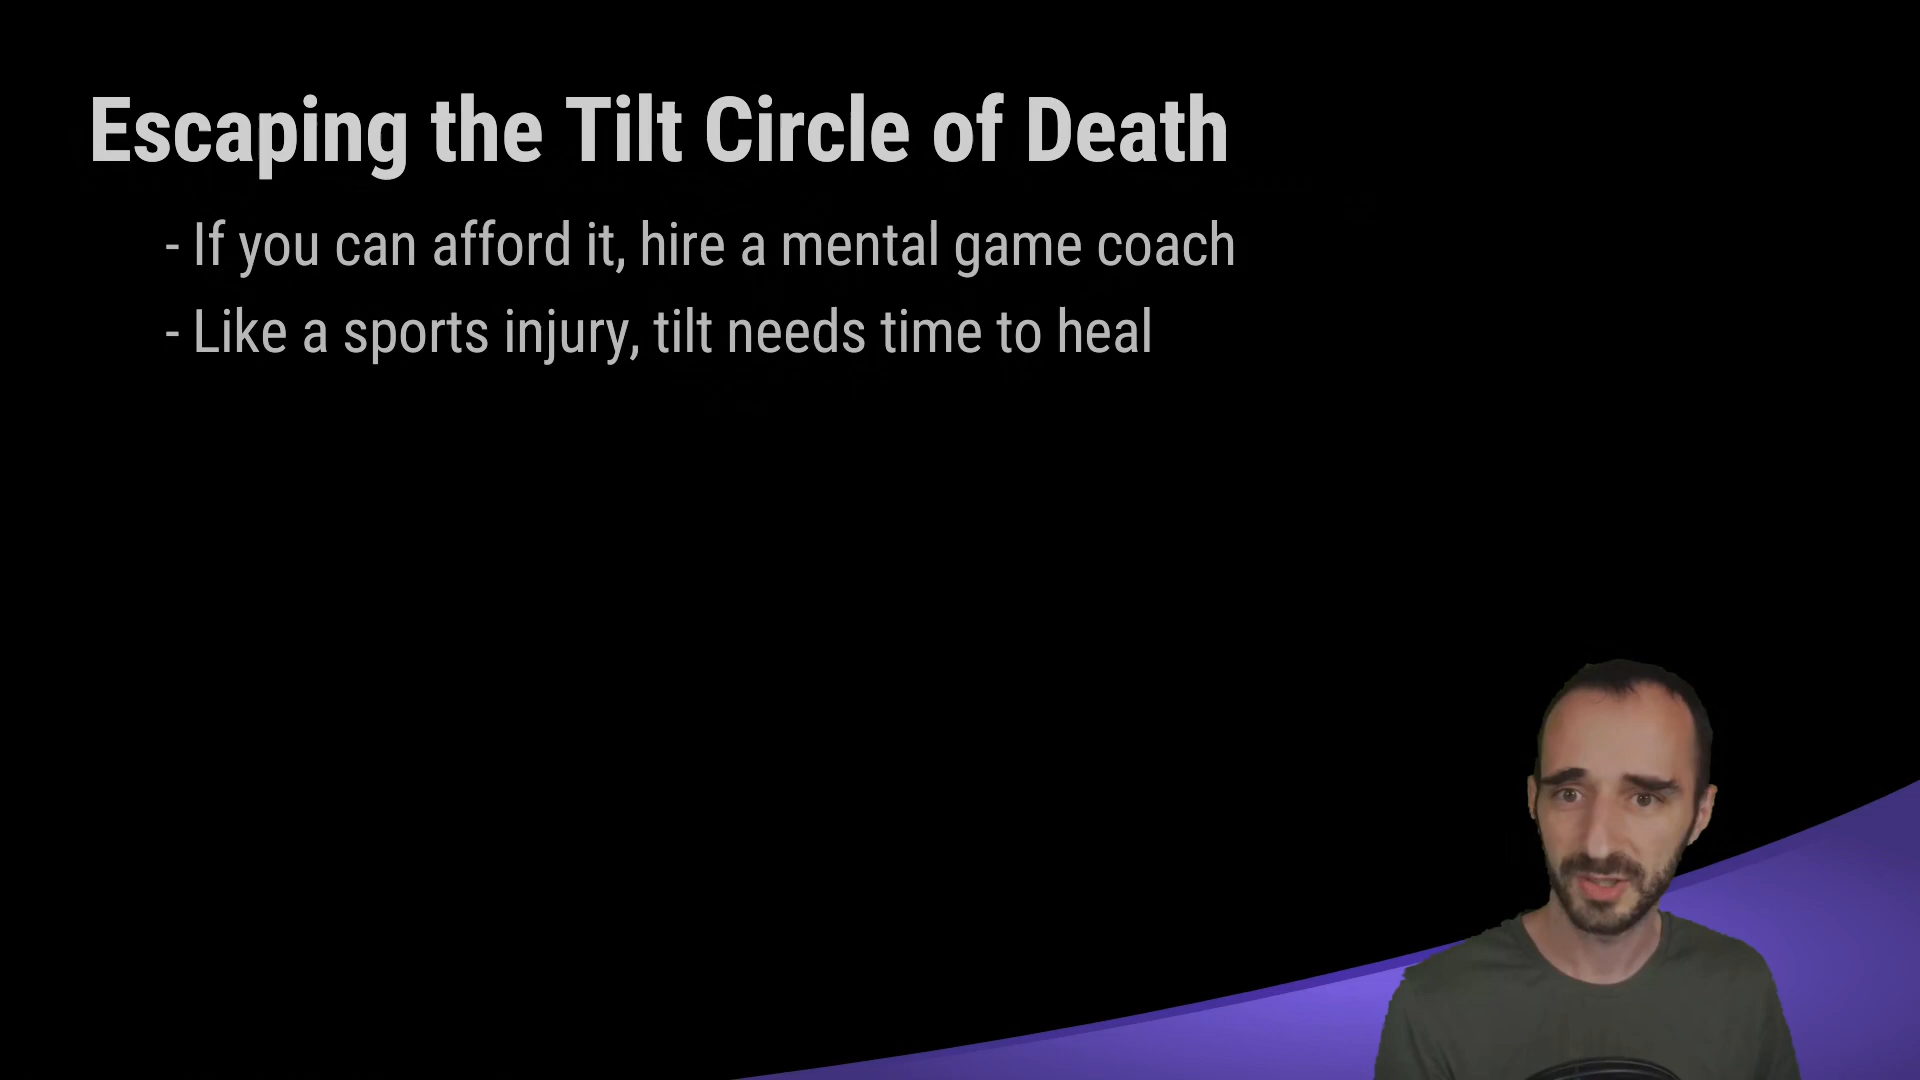 Escaping the Tilt Circle of Death
- If you can afford it, hire a mental game coach
- Like a sports injury, tilt needs time to heal